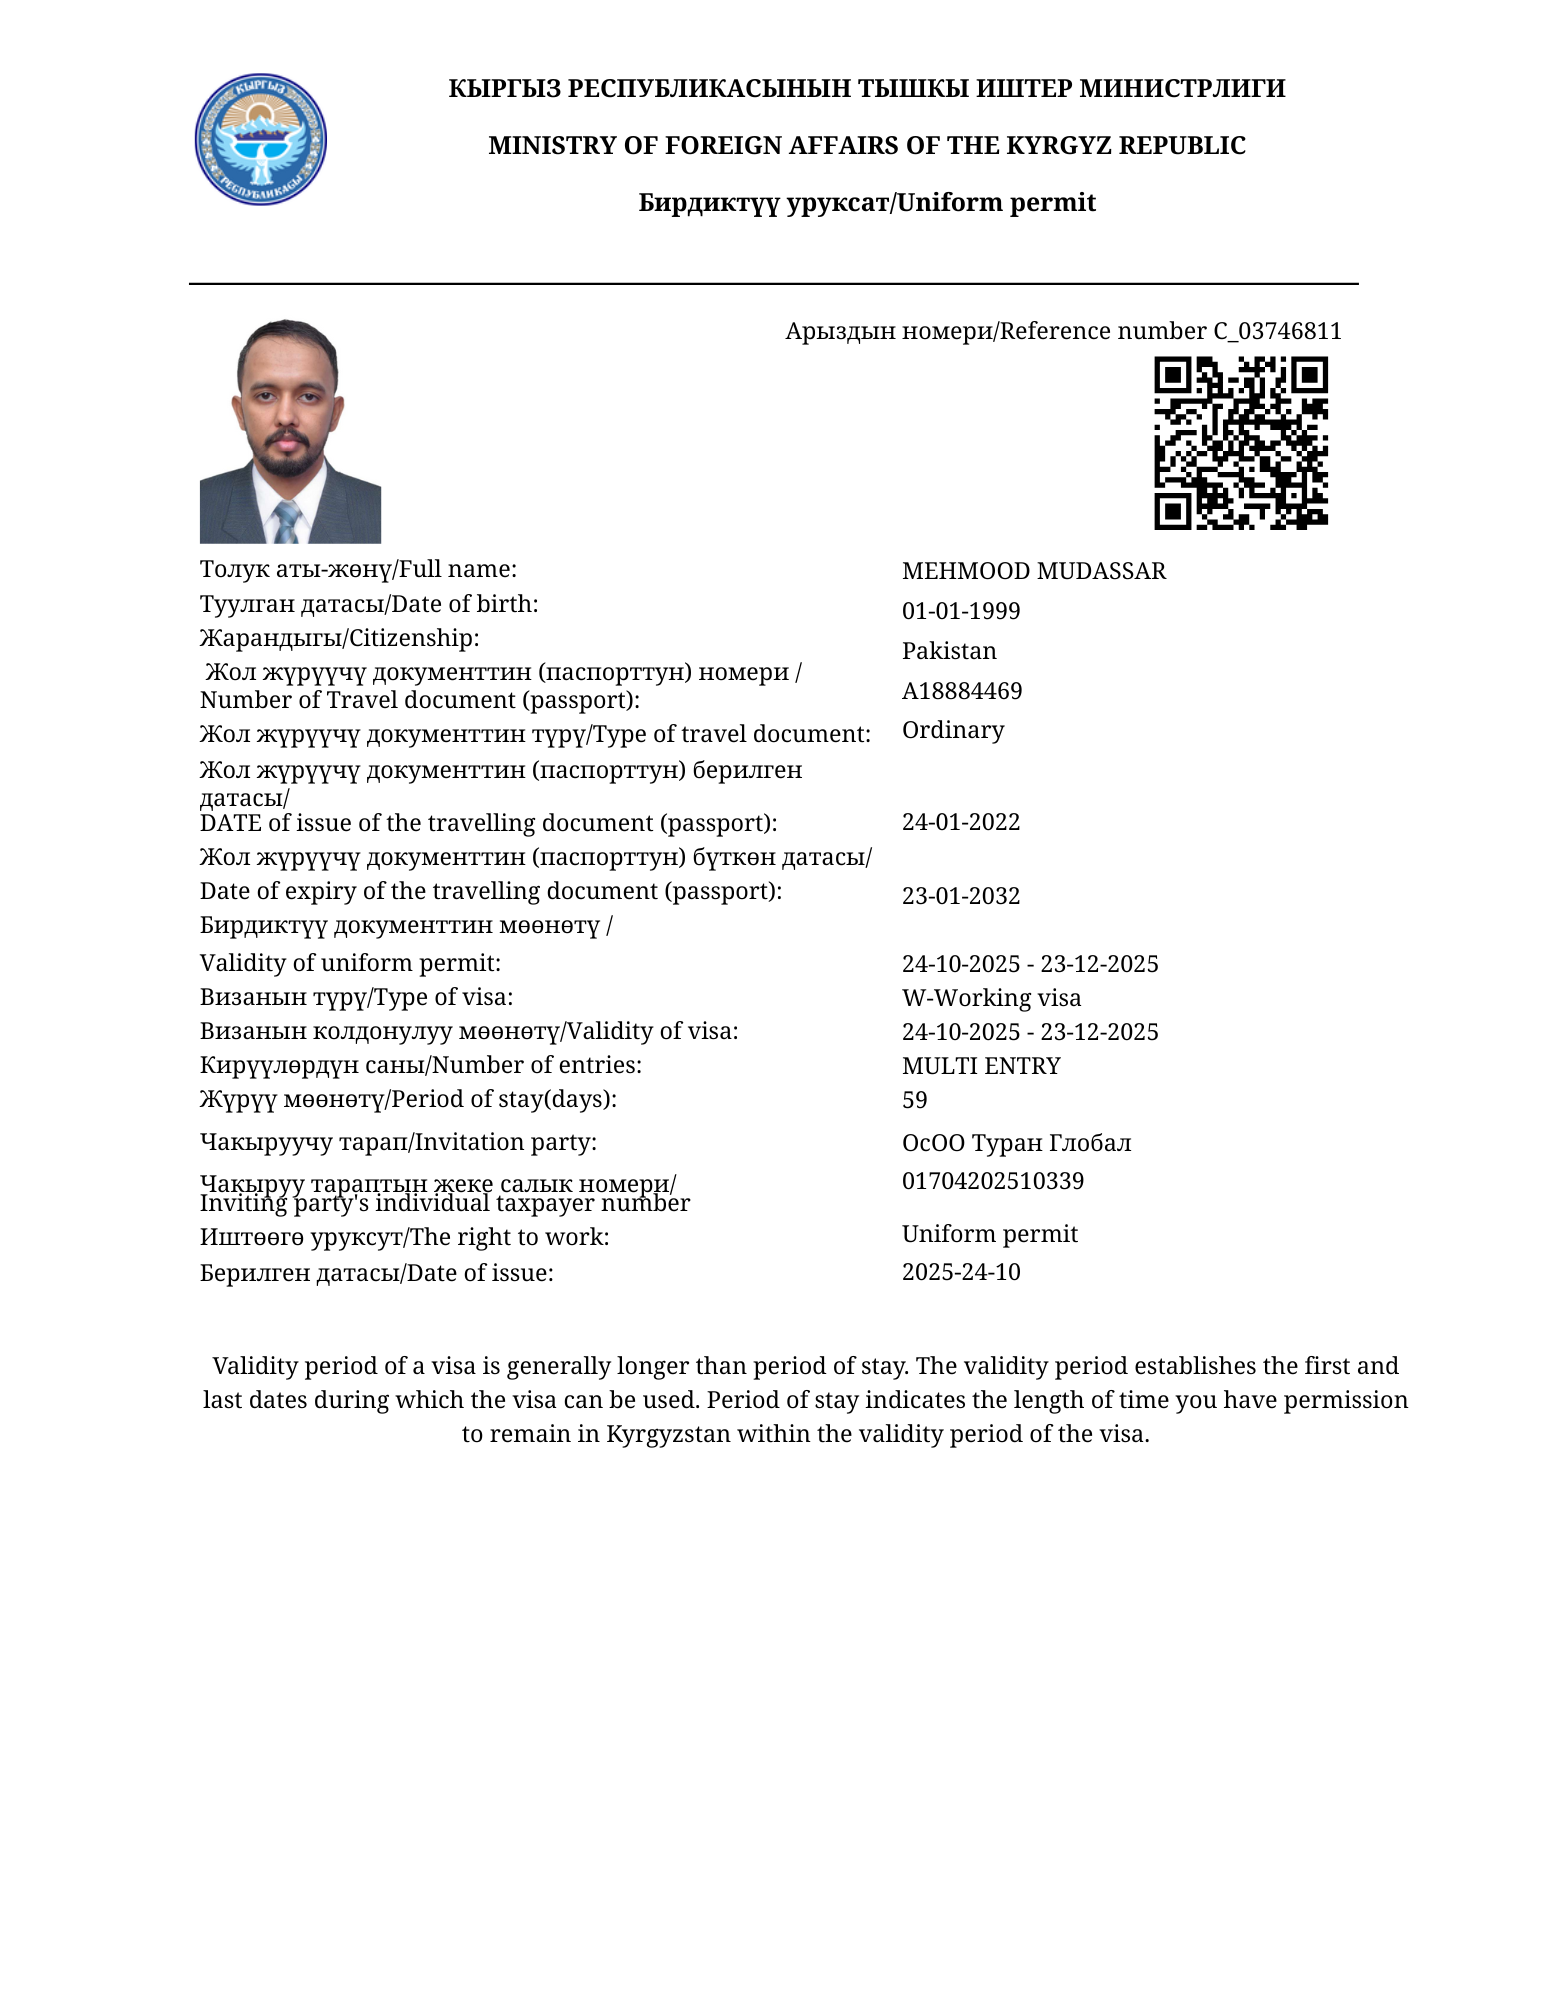 КЫРГЫЗ РЕСПУБЛИКАСЫНЫН ТЫШКЫ ИШТЕР МИНИСТРЛИГИ
MINISTRY OF FOREIGN AFFAIRS OF THE KYRGYZ REPUBLIC
Бирдиктүү уруксат/Uniform permit
КЫРГЫЗ
РЕСПУБЛИКАСЫ
Арыздын номери/Reference number C_03746811
Толук аты-жөнү/Full name: MEHMOOD MUDASSAR
Туулган датасы/Date of birth: 01-01-1999
Жарандыгы/Citizenship: Pakistan
Жол жүрүүчү документтин (паспорттун) номери /
Number of Travel document (passport): A18884469
Жол жүрүүчү документтин түрү/Type of travel document: Ordinary
Жол жүрүүчү документтин (паспорттун) берилген
датасы/
DATE of issue of the travelling document (passport): 24-01-2022
Жол жүрүүчү документтин (паспорттун) бүткөн датасы/
Date of expiry of the travelling document (passport): 23-01-2032
Бирдиктүү документтин мөөнөтү /
Validity of uniform permit: 24-10-2025 - 23-12-2025
Визанын түрү/Type of visa: W-Working visa
Визанын колдонулуу мөөнөтү/Validity of visa: 24-10-2025 - 23-12-2025
Кирүүлөрдүн саны/Number of entries: MULTI ENTRY
Жүрүү мөөнөтү/Period of stay(days): 59
Чакыруучу тарап/Invitation party: ОсОО Туран Глобал
Чакыруу тараптын жеке салык номери/ 01704202510339
Inviting party's individual taxpayer number
Иштөөгө уруксут/The right to work: Uniform permit
Берилген датасы/Date of issue: 2025-24-10
Validity period of a visa is generally longer than period of stay. The validity period establishes the first and
last dates during which the visa can be used. Period of stay indicates the length of time you have permission
to remain in Kyrgyzstan within the validity period of the visa.